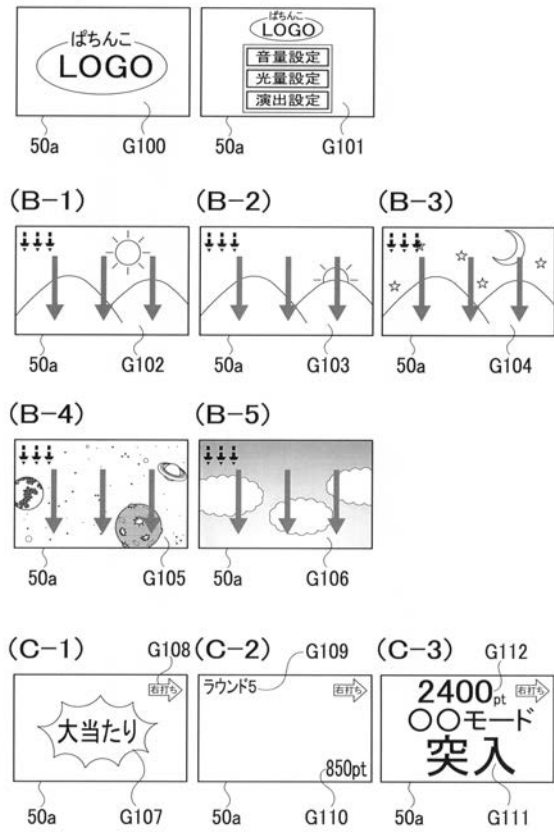 ぱちんこ
LOGO
50a
G100
ぱちんこ
LOGO
音量設定
光量設定
演出設定
50a
G101
(B-1)
50a
G102
(B-2)
50a
G103
(B-3)
50a
G104
(B-4)
50a
G105
(B-5)
50a
G106
(C-1)
G108
右打ち
大当たり
50a
G107
(C-2)
G109
ラウンド5
右打ち
850pt
50a
G110
(C-3)
G112
2400pt
右打ち
○○モード
突入
50a
G111